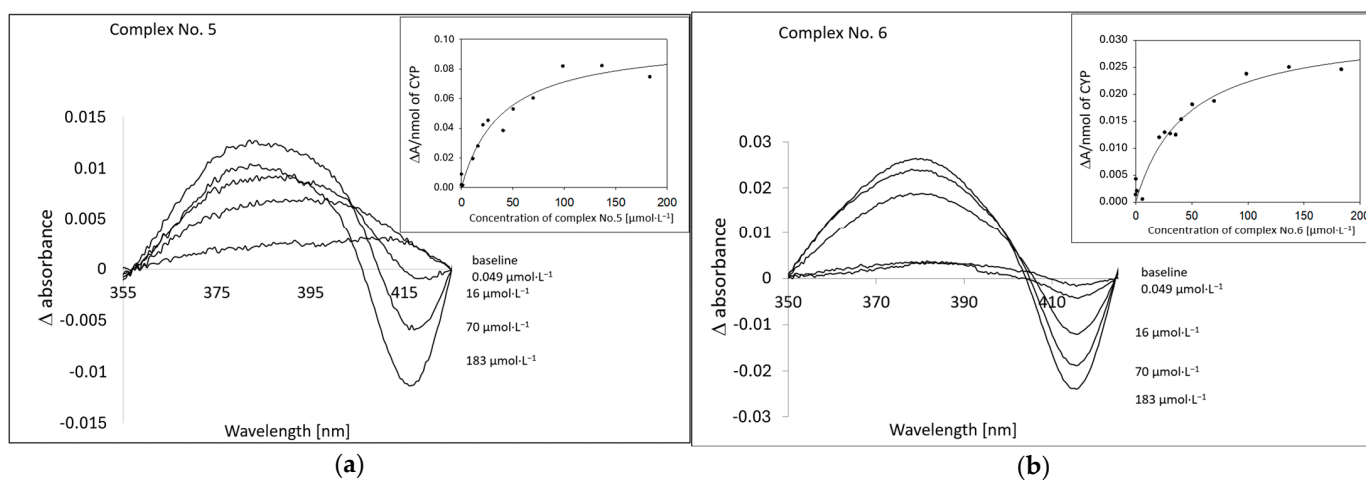 Complex No. 5
0.10
0.08
0.06
0.04
0.02
0.00
ΔA/nmol of CYP
0 50 100 150 200
Concentration of complex No.5 [µmol·L⁻¹]
0.015
0.01
0.005
0
-0.005
-0.01
-0.015
Δ absorbance
355 375 395 415
baseline
0.049 µmol·L⁻¹
16 µmol·L⁻¹
70 µmol·L⁻¹
183 µmol·L⁻¹
Wavelength [nm]
(a)
Complex No. 6
0.030
0.025
0.020
0.015
0.010
0.005
0.000
ΔA/nmol of CYP
0 50 100 150 200
Concentration of complex No.6 [µmol·L⁻¹]
0.03
0.02
0.01
0
-0.01
-0.02
-0.03
Δ absorbance
350 370 390 410
baseline
0.049 µmol·L⁻¹
16 µmol·L⁻¹
70 µmol·L⁻¹
183 µmol·L⁻¹
Wavelength [nm]
(b)